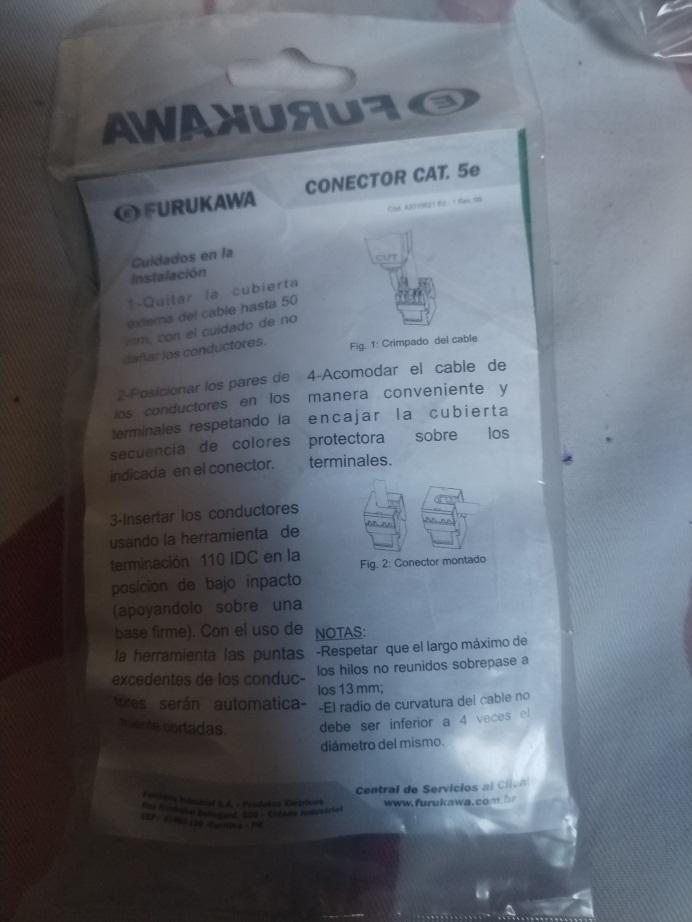 FURUKAWA
FURUKAWA
CONECTOR CAT. 5e
Cuidados en la
Instalación
1-Quitar la cubierta
externa del cable hasta 50
mm, con el cuidado de no
dañar los conductores.
2-Posicionar los pares de
los conductores en los
terminales respetando la
secuencia de colores
indicada en el conector.
3-Insertar los conductores
usando la herramienta de
terminación 110 IDC en la
posicion de bajo inpacto
(apoyandolo sobre una
base firme). Con el uso de
la herramienta las puntas
excedentes de los conduc-
tores serán automatica-
mente cortadas.
CUT
Fig. 1: Crimpado del cable
4-Acomodar el cable de
manera conveniente y
encajar la cubierta
protectora sobre los
terminales.
Fig. 2: Conector montado
NOTAS:
-Respetar que el largo máximo de
los hilos no reunidos sobrepase a
los 13 mm;
-El radio de curvatura del cable no
debe ser inferior a 4 veces el
diámetro del mismo.
Furukawa Industrial S.A. - Produtos Elétricos
Central de Servicios al Client
www.furukawa.com.br